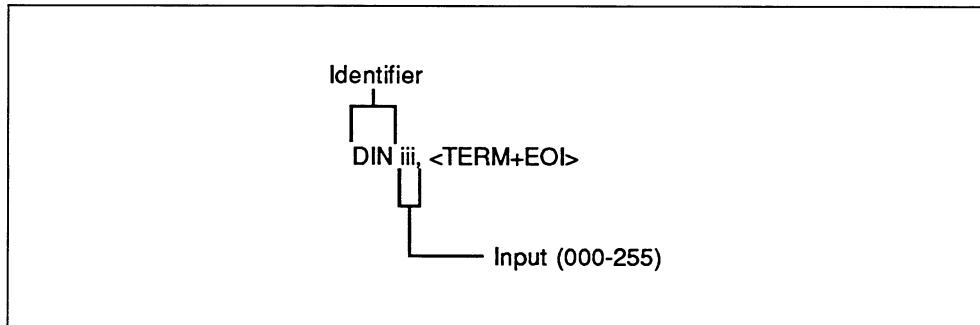 Identifier
DIN iii, <TERM+EOI>
Input (000-255)